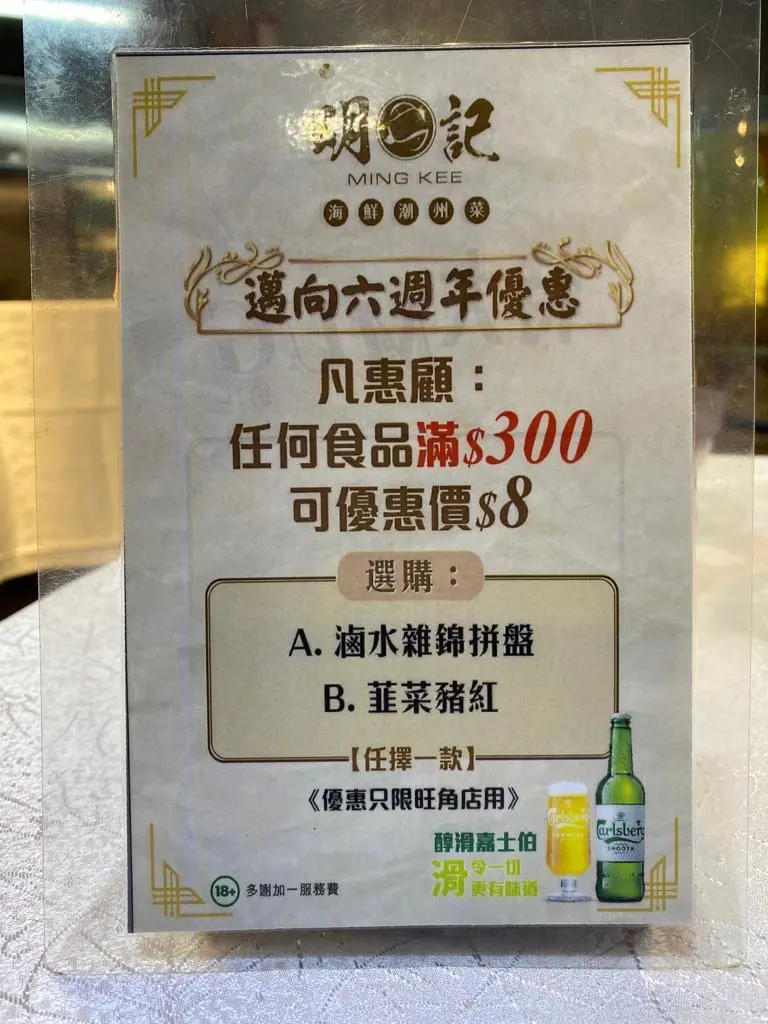 明記
MING KEE
海鮮潮州菜
邁向六週年優惠
凡惠顧：
任何食品滿$300
可優惠價$8
選購：
A. 滷水雜錦拼盤
B. 韮菜豬紅
【任擇一款】
《優惠只限旺角店用》
醇滑嘉士伯
滑令一切
更有味道
Carlsberg
Carlsberg
SMOOTH
18+ 多謝加一服務費